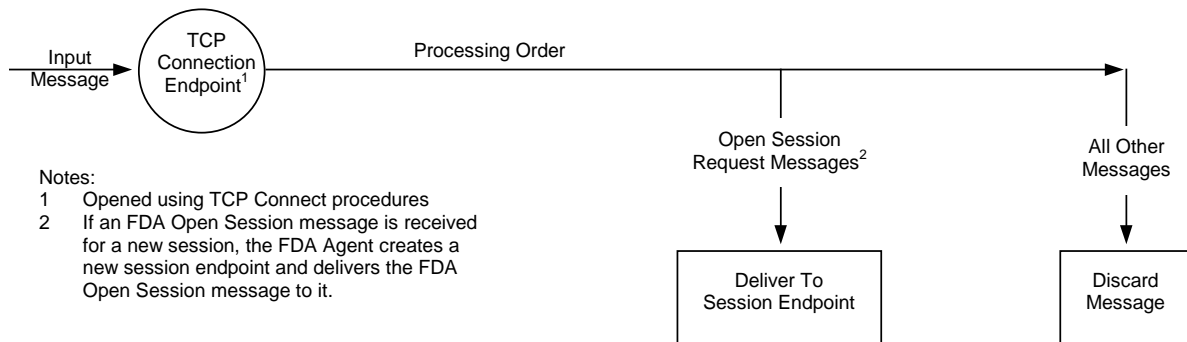 Input
Message
TCP
Connection
Endpoint1
Processing Order
Open Session
Request Messages2
All Other
Messages
Notes:
1 Opened using TCP Connect procedures
2 If an FDA Open Session message is received
for a new session, the FDA Agent creates a
new session endpoint and delivers the FDA
Open Session message to it.
Deliver To
Session Endpoint
Discard
Message